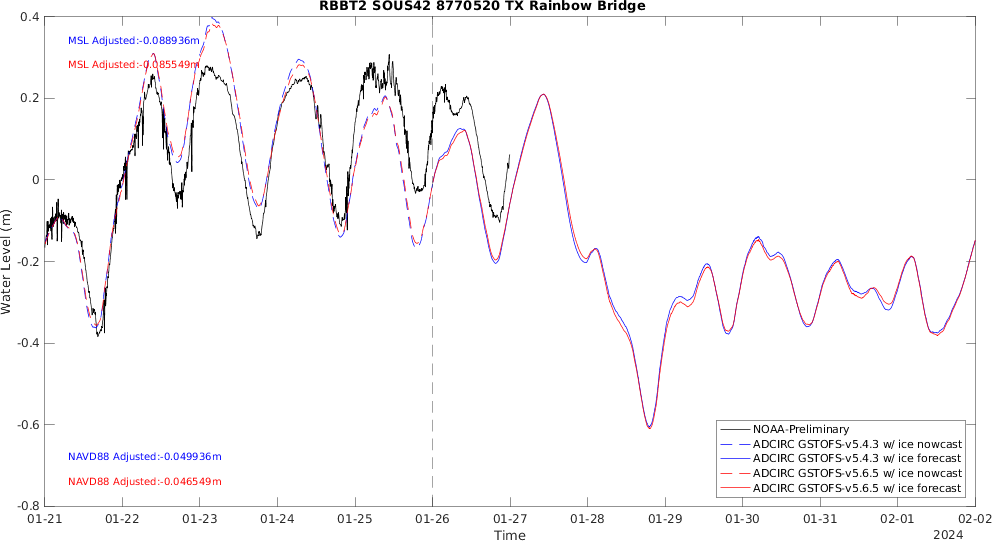 RBBT2 SOUS42 8770520 TX Rainbow Bridge
MSL Adjusted:-0.088936m
MSL Adjusted:-0.085549m
0.4
0.2
0
-0.2
-0.4
-0.6
-0.8
Water Level (m)
NAVD88 Adjusted:-0.049936m
NAVD88 Adjusted:-0.046549m
NOAA-Preliminary
ADCIRC GSTOFS-v5.4.3 w/ ice nowcast
ADCIRC GSTOFS-v5.4.3 w/ ice forecast
ADCIRC GSTOFS-v5.6.5 w/ ice nowcast
ADCIRC GSTOFS-v5.6.5 w/ ice forecast
01-21 01-22 01-23 01-24 01-25 01-26 01-27 01-28 01-29 01-30 01-31 02-01 02-02
Time
2024